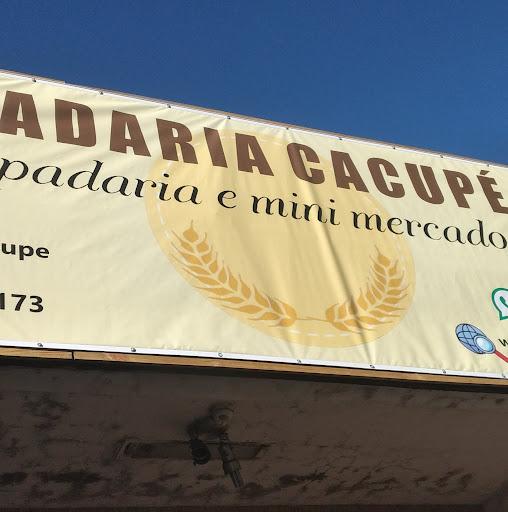 ADARIA CACUPÉ
padaria e mini mercado
upe
173
w